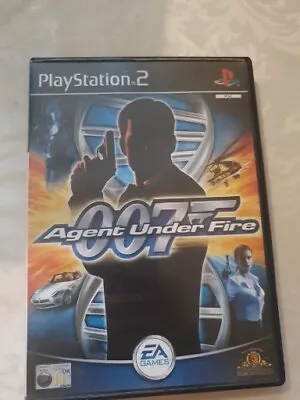 PlayStation®2
007
Agent Under Fire
EA
GAMES